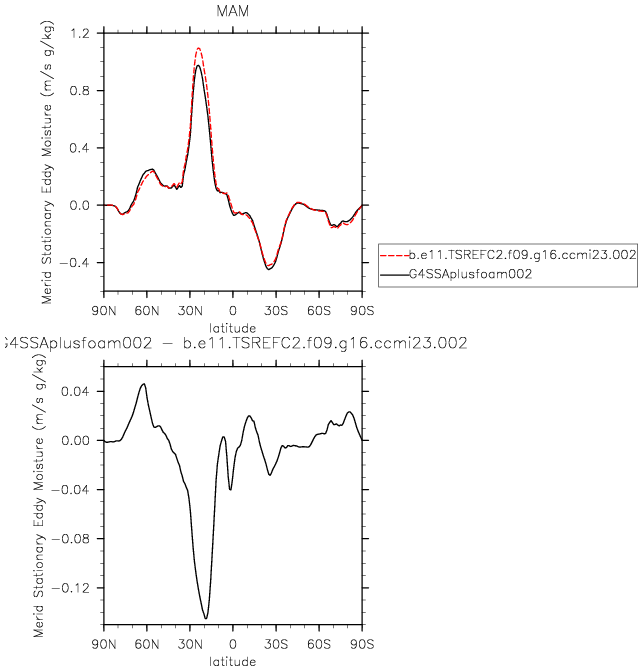 MAM
Merid Stationary Eddy Moisture (m/s g/kg)
1.2
0.8
0.4
0.0
−0.4
90N 60N 30N 0 30S 60S 90S
latitude
b.e11.TSREFC2.f09.g16.ccmi23.002
G4SSAplusfoam002
G4SSAplusfoam002 − b.e11.TSREFC2.f09.g16.ccmi23.002
Merid Stationary Eddy Moisture (m/s g/kg)
0.04
0.00
−0.04
−0.08
−0.12
90N 60N 30N 0 30S 60S 90S
latitude